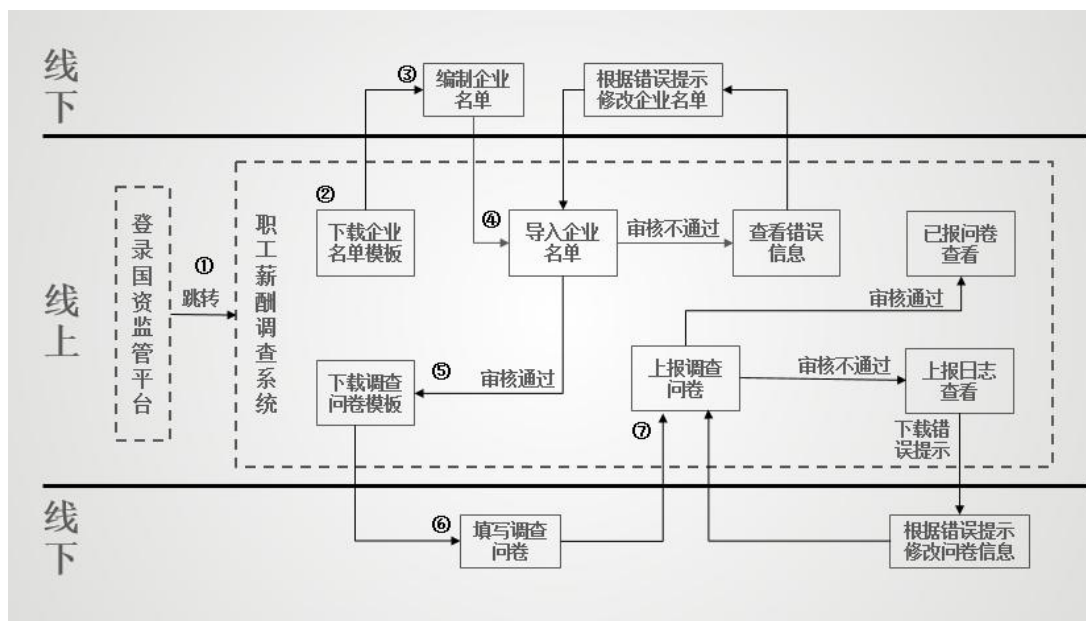 线下
③
编制企业
名单
根据错误提示
修改企业名单
线上
登录国资监管平台
①
跳转
职工薪酬调查系统
②
下载企业
名单模板
④
导入企业
名单
审核不通过
查看错误
信息
已报问卷
查看
审核通过
⑤
下载调查
问卷模板
审核通过
上报调查
问卷
审核不通过
上报日志
查看
⑦
下载错
误提示
线下
⑥
填写调查
问卷
根据错误提示
修改问卷信息